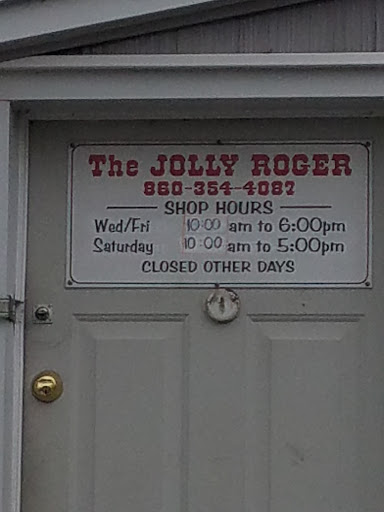 The JOLLY ROGER
860-354-4087
SHOP HOURS
Wed/Fri 10:00 am to 6:00pm
Saturday 10:00 am to 5:00pm
CLOSED OTHER DAYS